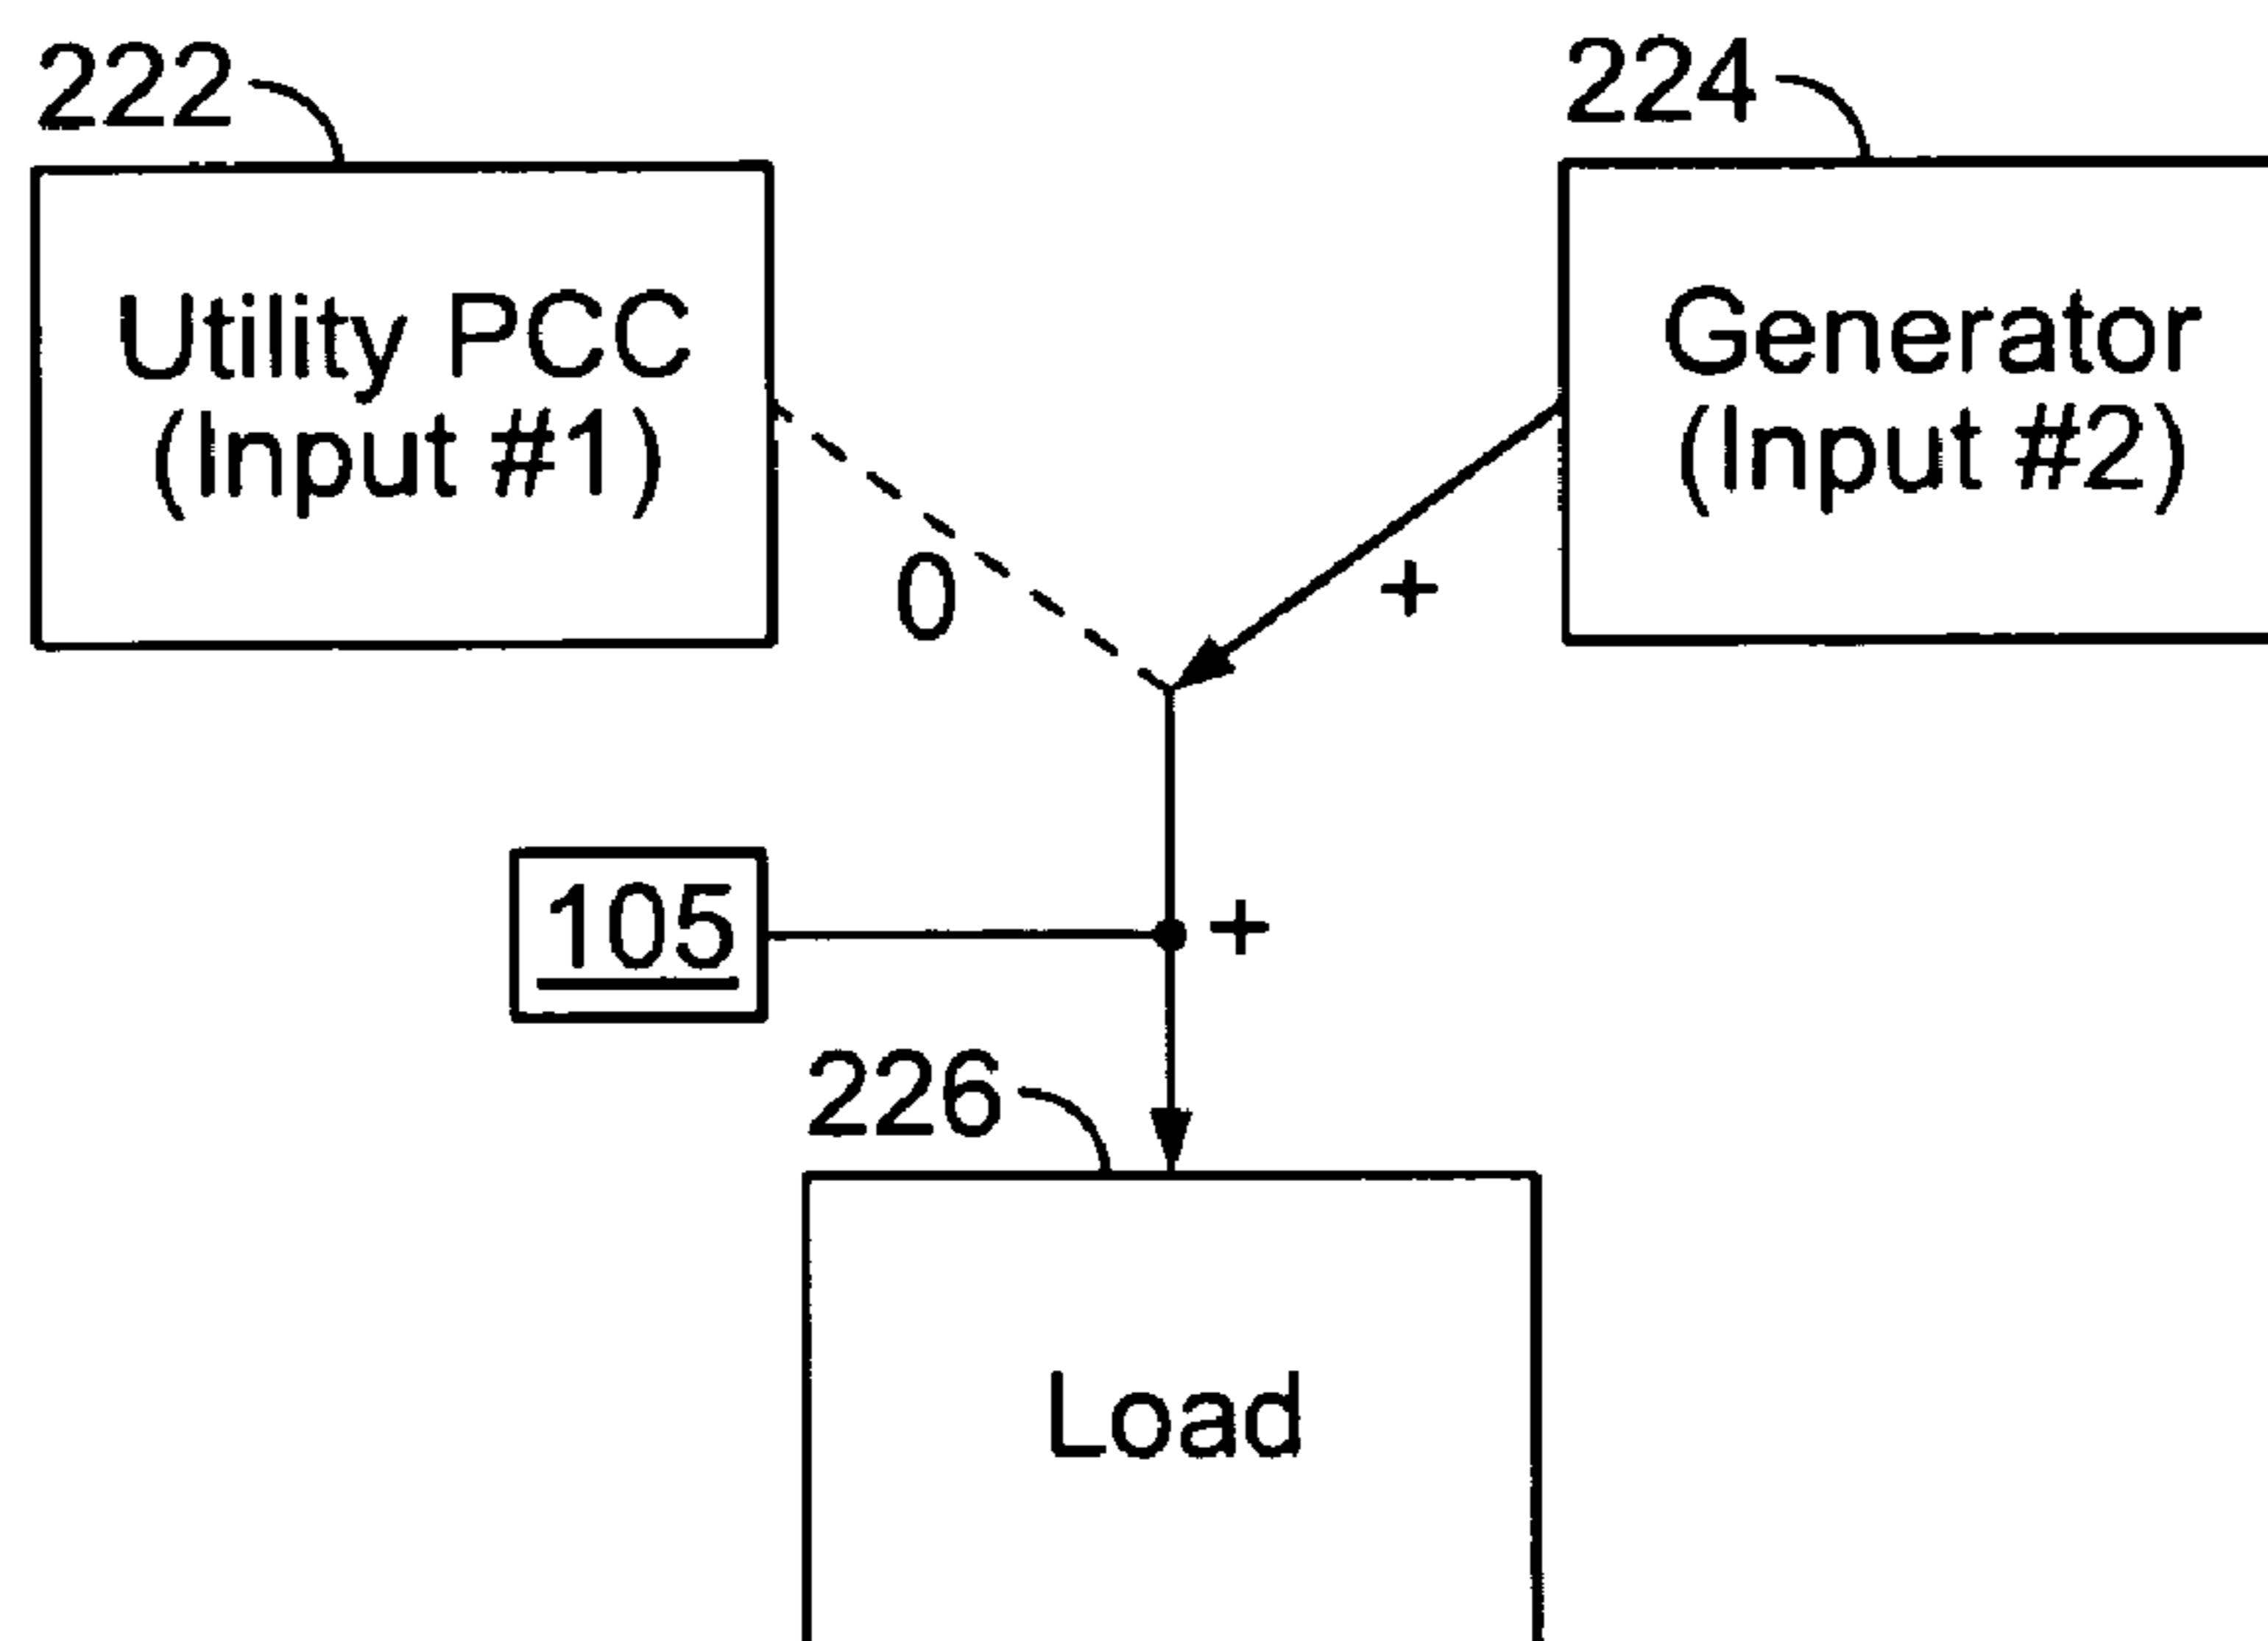 222
224
Utility PCC
(Input #1)
Generator
(Input #2)
0
+
105
+
226
Load